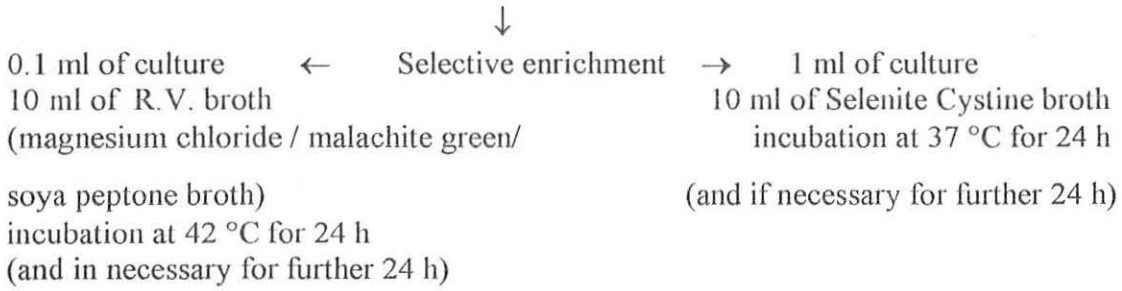 ↓
0.1 ml of culture ← Selective enrichment → 1 ml of culture
10 ml of R.V. broth 10 ml of Selenite Cystine broth
(magnesium chloride / malachite green/ incubation at 37 °C for 24 h
soya peptone broth) (and if necessary for further 24 h)
incubation at 42 °C for 24 h
(and in necessary for further 24 h)